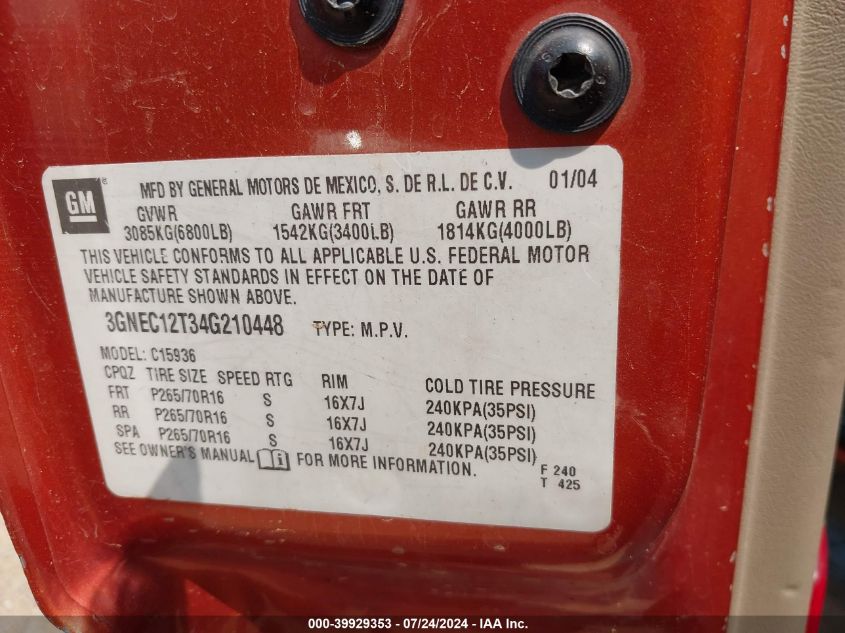 GM®
MFD BY GENERAL MOTORS DE MEXICO, S. DE R.L. DE C.V. 01/04
GVWR GAWR FRT GAWR RR
3085KG(6800LB) 1542KG(3400LB) 1814KG(4000LB)
THIS VEHICLE CONFORMS TO ALL APPLICABLE U.S. FEDERAL MOTOR
VEHICLE SAFETY STANDARDS IN EFFECT ON THE DATE OF
MANUFACTURE SHOWN ABOVE.
3GNEC12T34G210448 TYPE: M.P.V.
MODEL: C15936
CPQZ TIRE SIZE SPEED RTG RIM COLD TIRE PRESSURE
FRT P265/70R16 S 16X7J 240KPA(35PSI)
RR P265/70R16 S 16X7J 240KPA(35PSI)
SPA P265/70R16 S 16X7J 240KPA(35PSI)
SEE OWNER'S MANUAL FOR MORE INFORMATION.
F 240
T 425
000-39929353 / 07/24/2024 / IAA Inc.